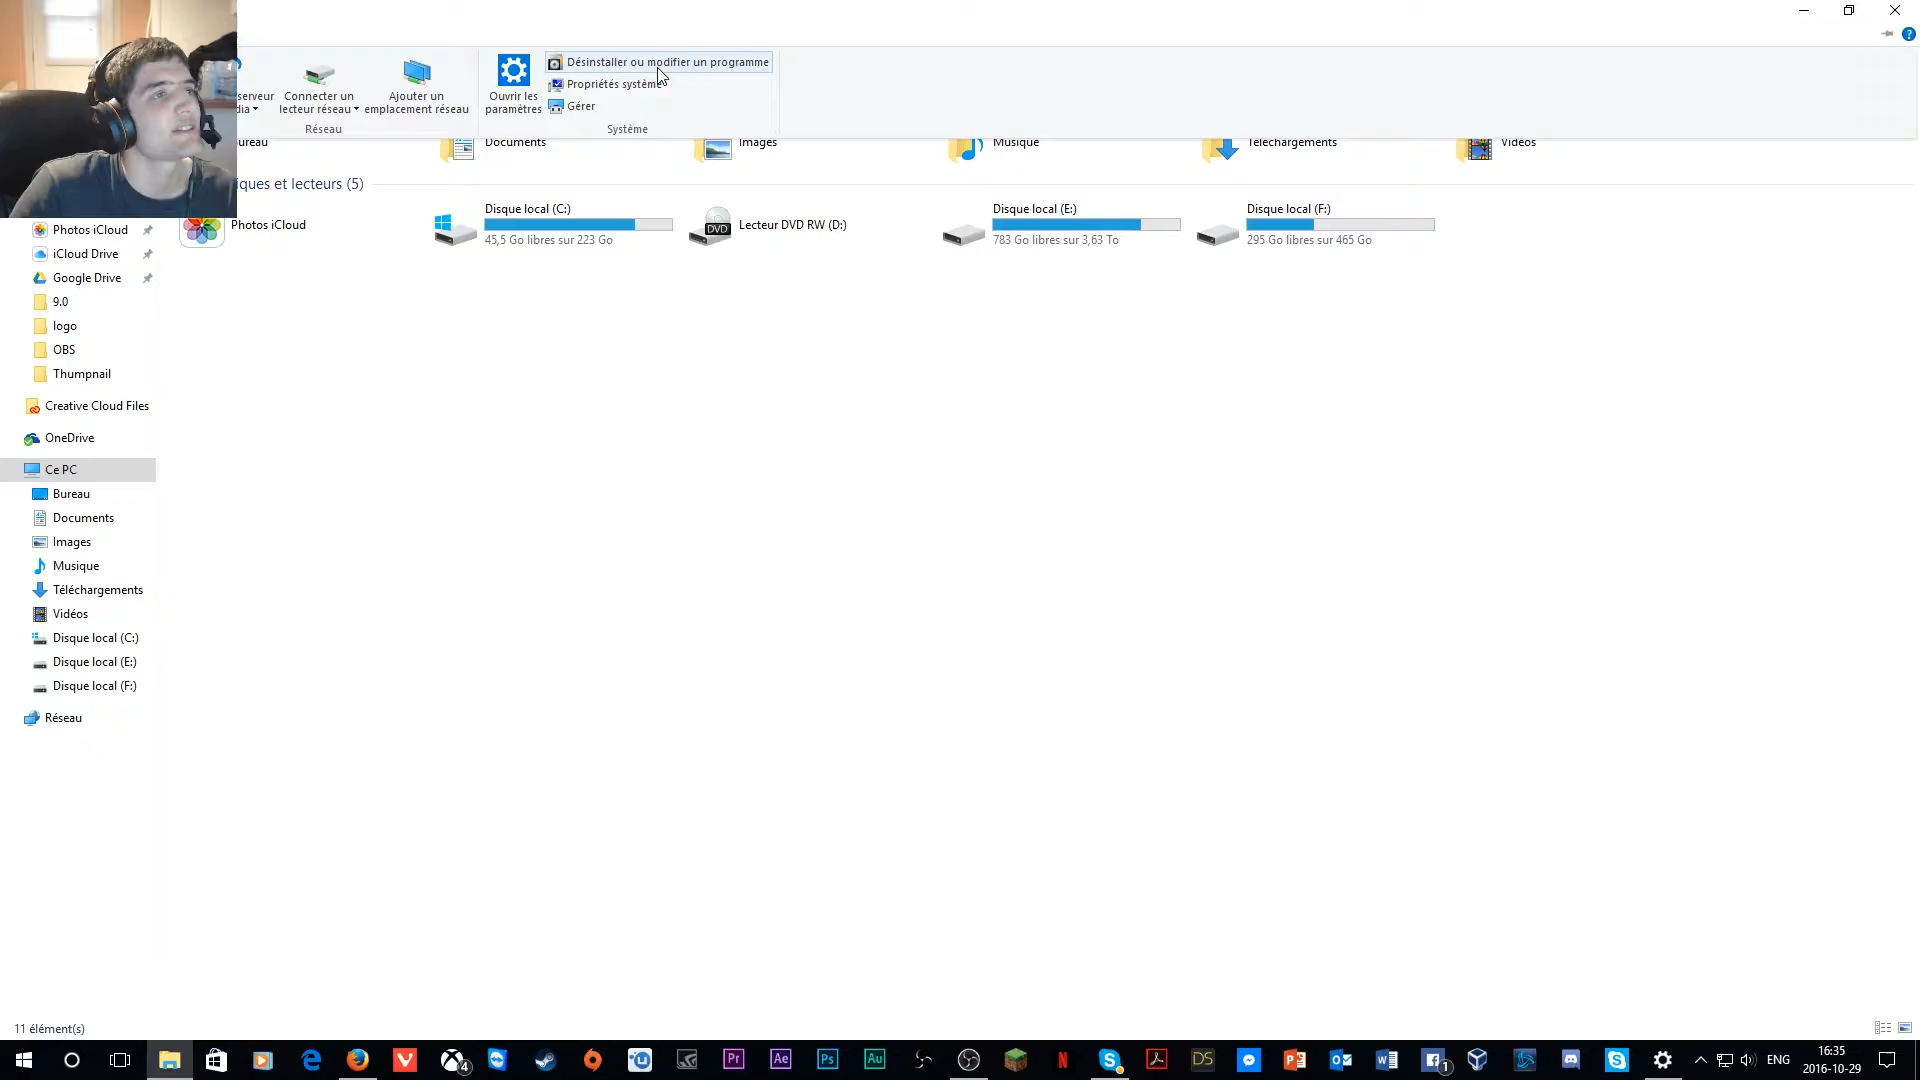 Désinstaller ou modifier un programme
Propriétés système
Gérer
serveur
dia
Connecter un
lecteur réseau
Ajouter un
emplacement réseau
Ouvrir les
paramètres
Réseau
Système
ureau
Documents
Images
Musique
Téléchargements
Vidéos
iques et lecteurs (5)
Photos iCloud
Disque local (C:)
45,5 Go libres sur 223 Go
DVD
Lecteur DVD RW (D:)
Disque local (E:)
783 Go libres sur 3,63 To
Disque local (F:)
295 Go libres sur 465 Go
Photos iCloud
iCloud Drive
Google Drive
9.0
logo
OBS
Thumpnail
Creative Cloud Files
OneDrive
Ce PC
Bureau
Documents
Images
Musique
Téléchargements
Vidéos
Disque local (C:)
Disque local (E:)
Disque local (F:)
Réseau
11 élément(s)
4
Pr
Ae
Ps
Au
N
DS
1
ENG
16:35
2016-10-29